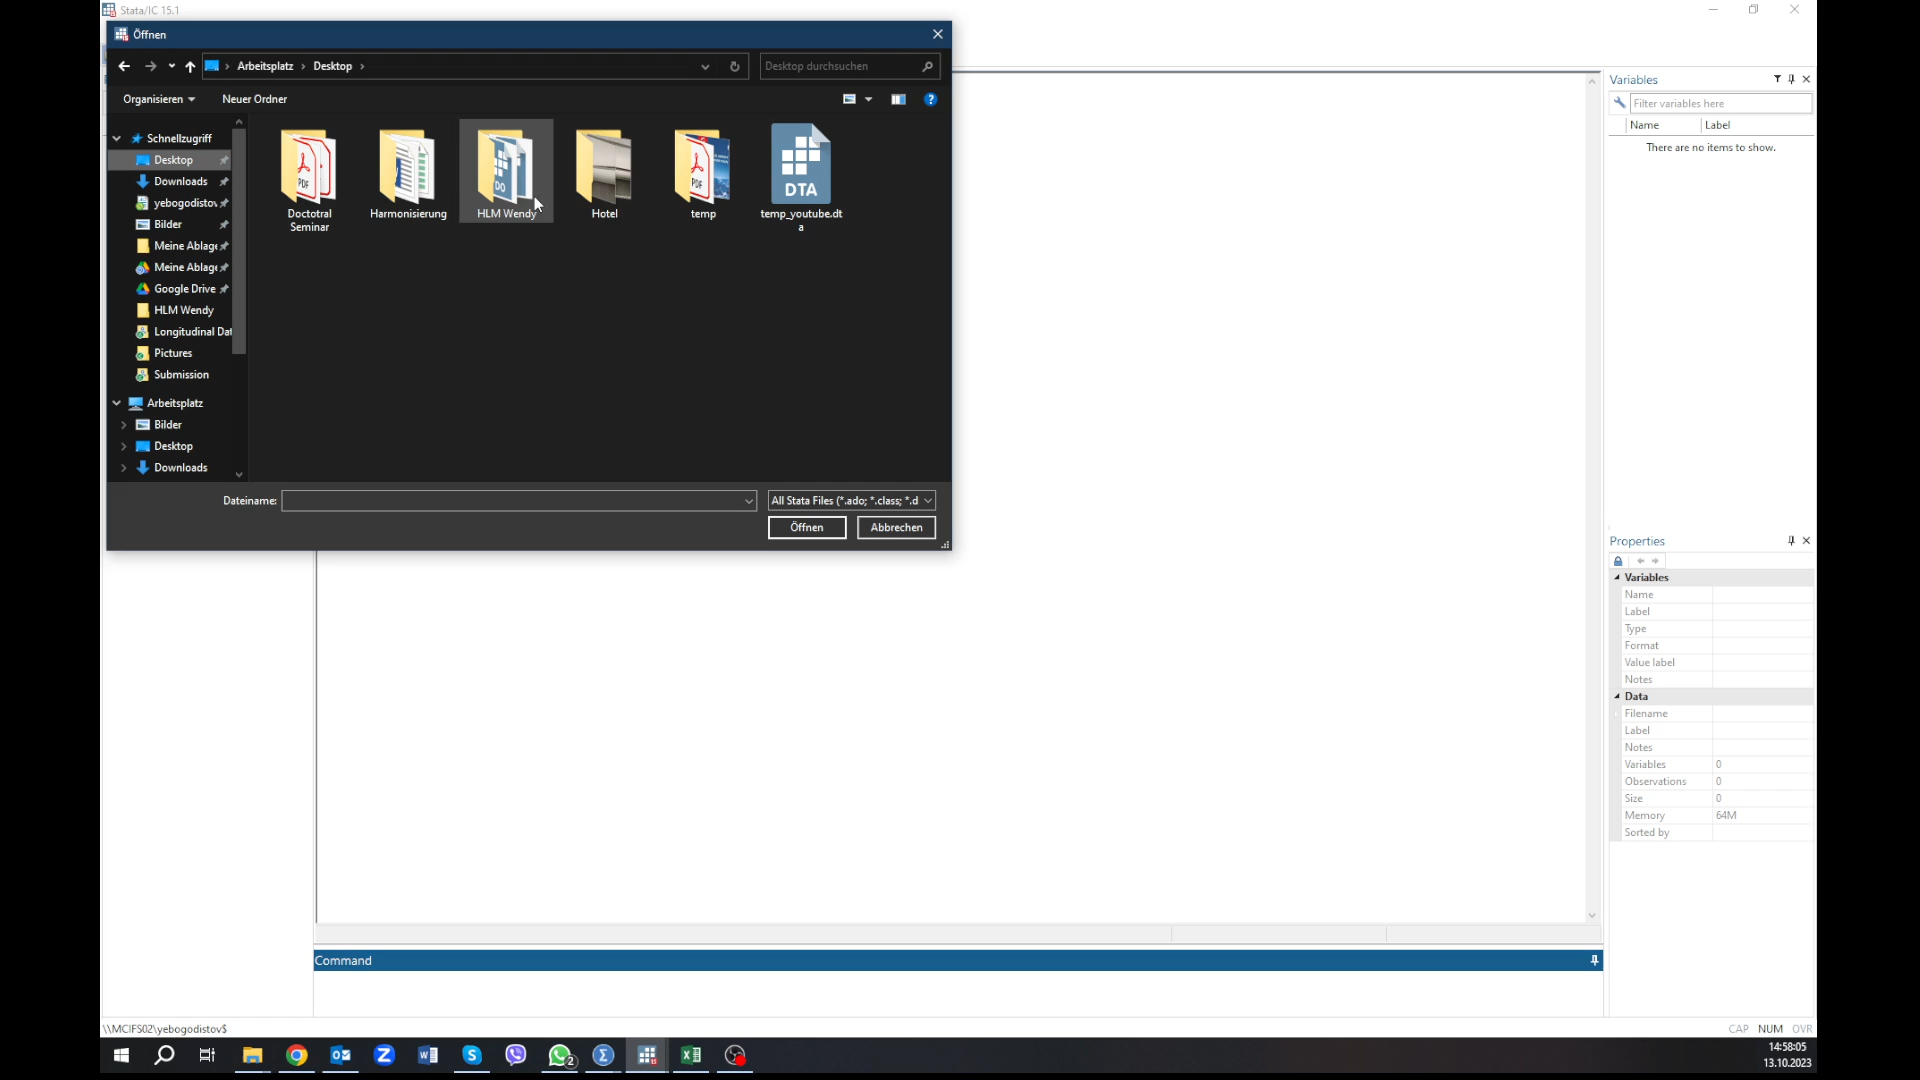 Stata/IC 15.1
Öffnen
Arbeitsplatz
Desktop
Desktop durchsuchen
Organisieren
Neuer Ordner
Schnellzugriff
Desktop
Downloads
yebogodistov
Bilder
Meine Ablage
Meine Ablage
Google Drive
HLM Wendy
Longitudinal Dat
Pictures
Submission
Arbeitsplatz
Bilder
Desktop
Downloads
PDF
DO
PDF
DTA
Doctotral
Seminar
Harmonisierung
HLM Wendy
Hotel
temp
temp_youtube.dt
a
Dateiname:
All Stata Files (*.ado; *.class; *.d
Öffnen
Abbrechen
Variables
Filter variables here
Name
Label
There are no items to show.
Properties
Variables
Name
Label
Type
Format
Value label
Notes
Data
Filename
Label
Notes
Variables 0
Observations 0
Size 0
Memory 64M
Sorted by
Command
\\MCIFS02\yebogodistov$
CAP NUM OVR
2
14:58:05
13.10.2023